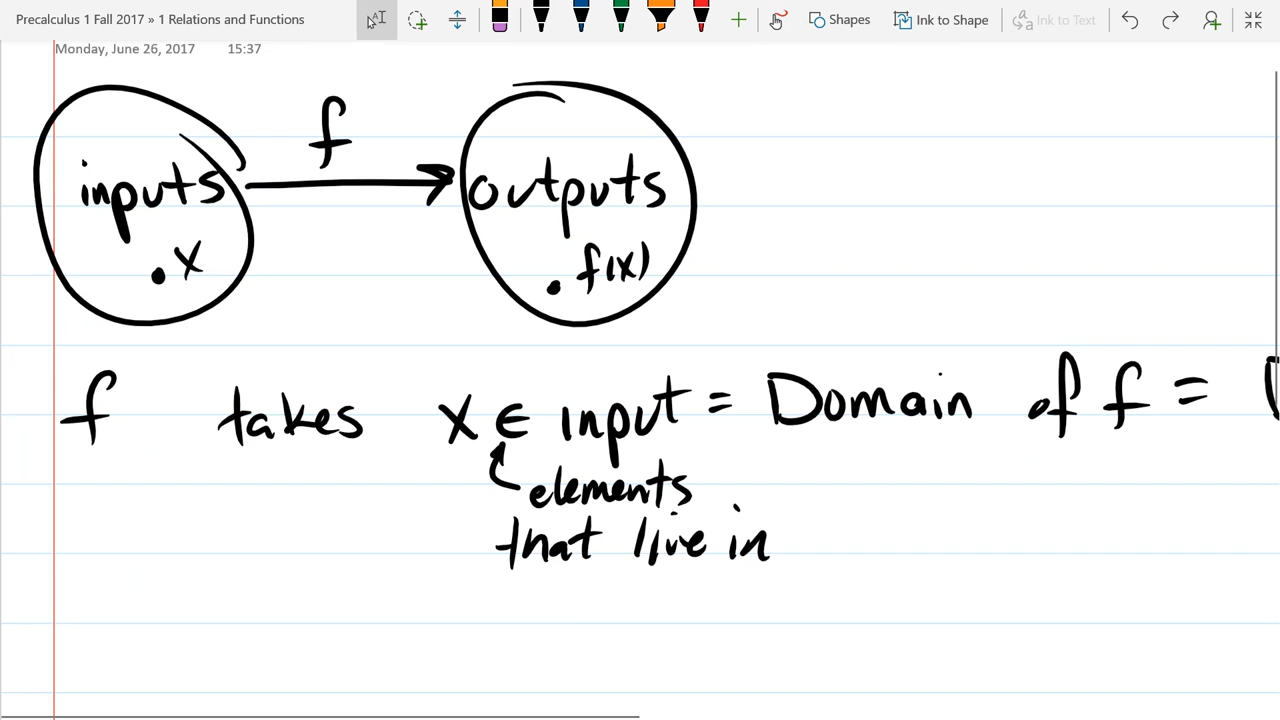 Precalculus 1 Fall 2017 » 1 Relations and Functions
Shapes
Ink to Shape
Ink to Text
Monday, June 26, 2017 15:37
f
inputs
outputs
x
f(x)
f takes x ∈ input = Domain of f =
elements
that live in